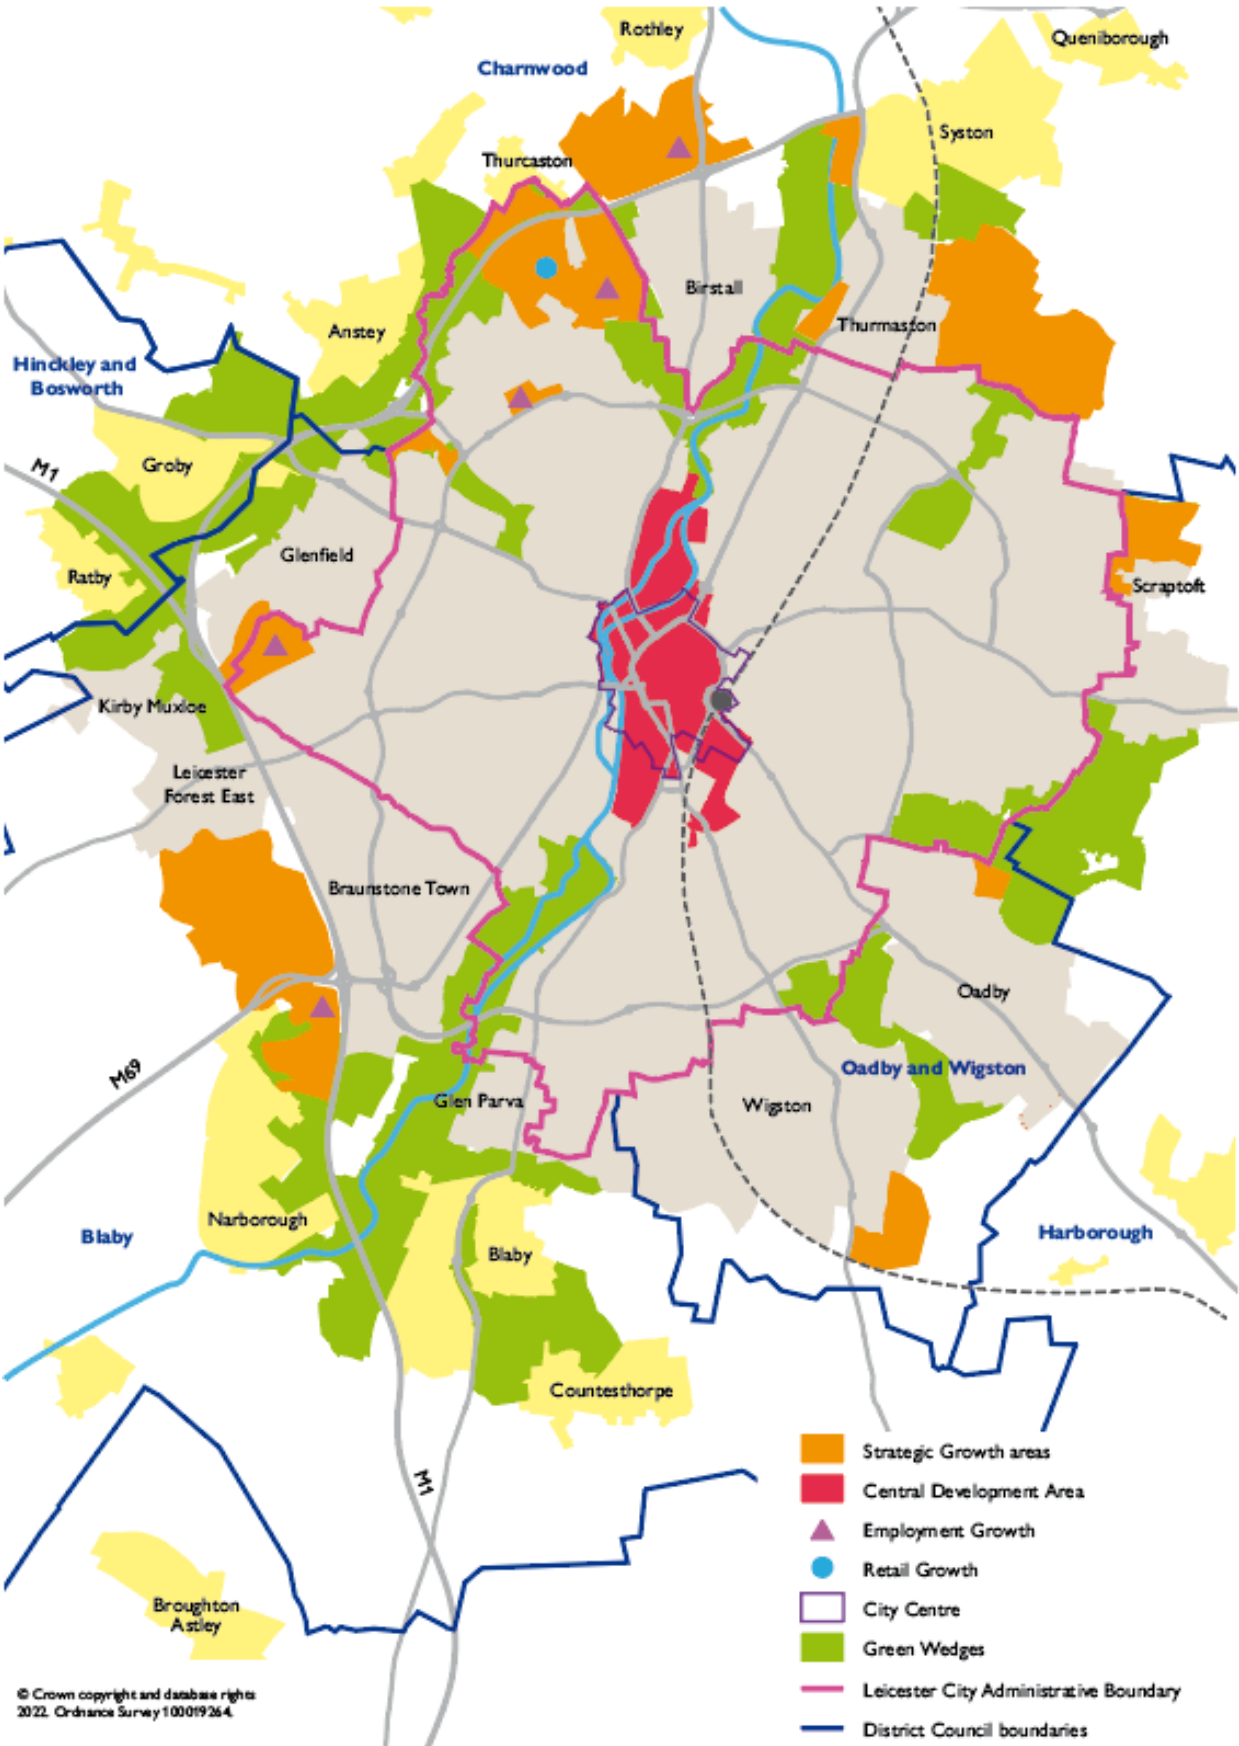 Rothley
Queniborough
Charnwood
Syston
Thurcaston
Birstall
Anstey
Thurmaston
Hinckley and
Bosworth
Groby
M1
Glenfield
Ratby
Scraptoft
Kirby Muxloe
Leicester
Forest East
Braunstone Town
Oadby
M69
Oadby and Wigston
Glen Parva
Wigston
Narborough
Blaby
Harborough
Blaby
Countesthorpe
M1
Broughton
Astley
Strategic Growth areas
Central Development Area
Employment Growth
Retail Growth
City Centre
Green Wedges
Leicester City Administrative Boundary
District Council boundaries
© Crown copyright and database rights
2022. Ordnance Survey 100019264.